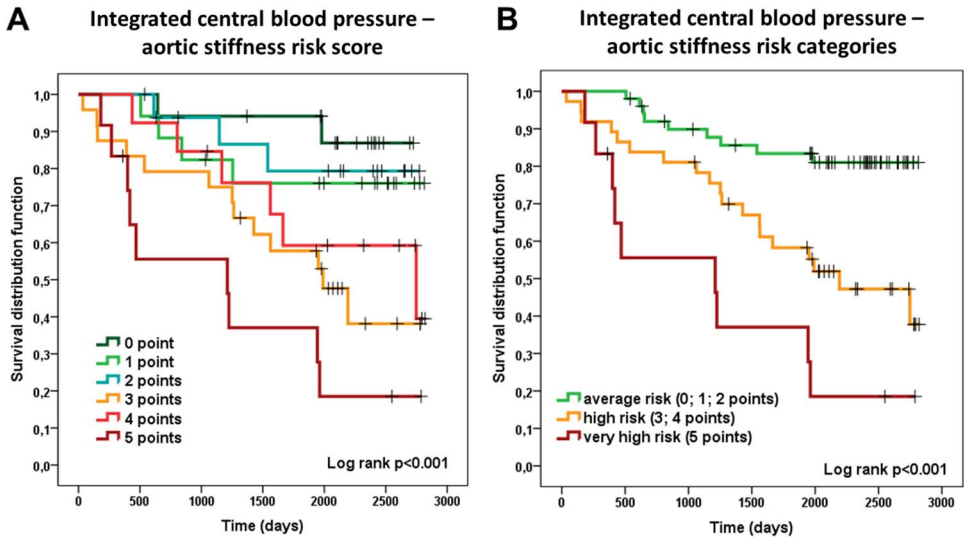 A
Integrated central blood pressure –
aortic stiffness risk score
Survival distribution function
1,0
0,9
0,8
0,7
0,6
0,5
0,4
0,3
0,2
0,1
0,0
0 point
1 point
2 points
3 points
4 points
5 points
Log rank p<0.001
0
500
1000
1500
2000
2500
3000
Time (days)
B
Integrated central blood pressure –
aortic stiffness risk categories
Survival distribution function
1,0
0,9
0,8
0,7
0,6
0,5
0,4
0,3
0,2
0,1
0,0
average risk (0; 1; 2 points)
high risk (3; 4 points)
very high risk (5 points)
Log rank p<0.001
0
500
1000
1500
2000
2500
3000
Time (days)